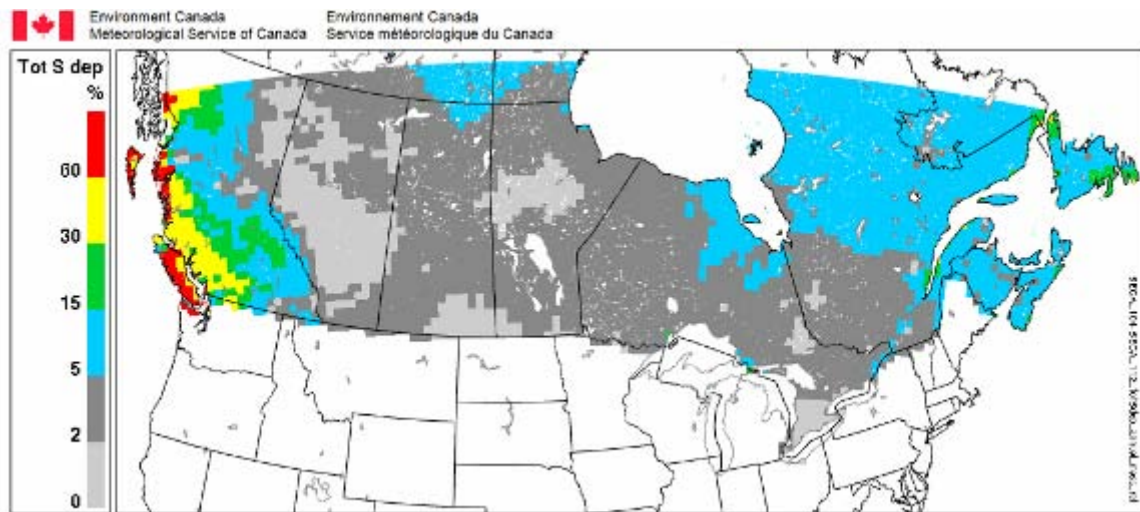 Environment Canada
Meteorological Service of Canada
Environnement Canada
Service météorologique du Canada
Tot S dep
%
60
30
15
5
2
0